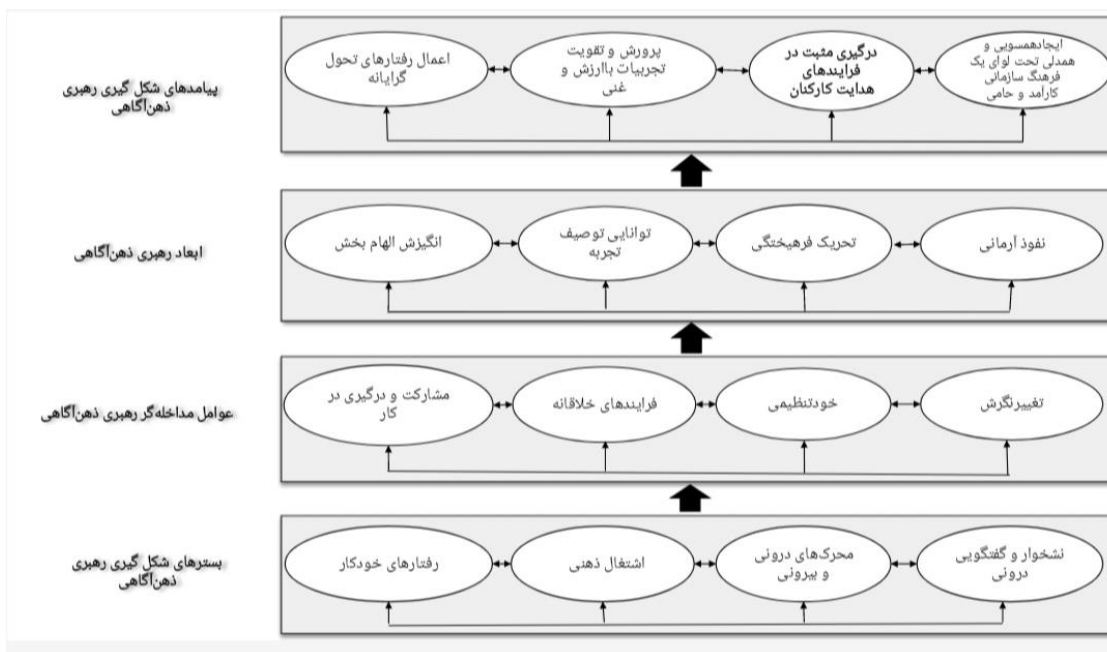 ایجادهمسویی و
همدلی تحت لوای یک
فرهنگ سازمانی
کارآمد و حامی
درگیری مثبت در
فرایندهای
هدایت کارکنان
پرورش و تقویت
تجربیات باارزش و
غنی
اعمال رفتارهای تحول
گرایانه
پیامدهای شکل گیری رهبری
ذهن‌آگاهی
نفوذ آرمانی
تحریک فرهیختگی
توانایی توصیف
تجربه
انگیزش الهام بخش
ابعاد رهبری ذهن‌آگاهی
تغییرنگرش
خودتنظیمی
فرایندهای خلاقانه
مشارکت و درگیری در
کار
عوامل مداخله‌گر رهبری ذهن‌آگاهی
نشخوار و گفتگویی
درونی
محرک‌های درونی
و بیرونی
اشتغال ذهنی
رفتارهای خودکار
بسترهای شکل گیری رهبری
ذهن‌آگاهی